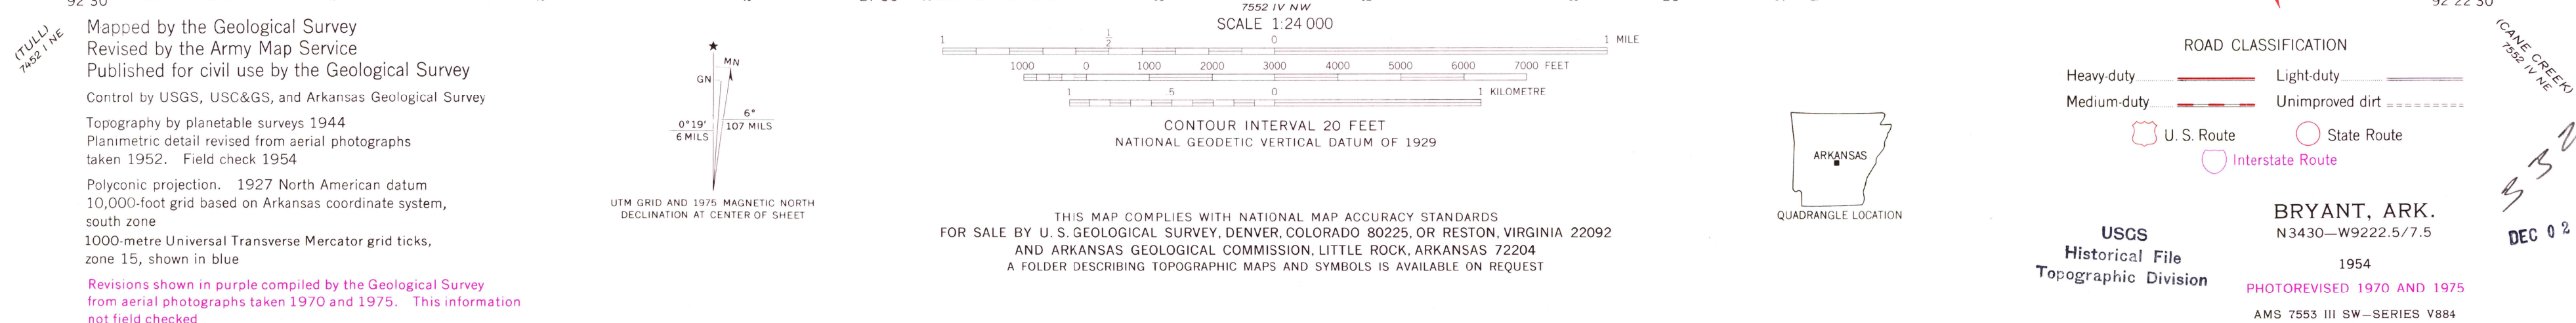 92°30'
(TULL)
7452 I NE
Mapped by the Geological Survey
Revised by the Army Map Service
Published for civil use by the Geological Survey
Control by USGS, USC&GS, and Arkansas Geological Survey
Topography by planetable surveys 1944
Planimetric detail revised from aerial photographs
taken 1952. Field check 1954
Polyconic projection. 1927 North American datum
10,000-foot grid based on Arkansas coordinate system,
south zone
1000-metre Universal Transverse Mercator grid ticks,
zone 15, shown in blue
Revisions shown in purple compiled by the Geological Survey
from aerial photographs taken 1970 and 1975. This information
not field checked
★
MN
GN
0°19'
6 MILS
6°
107 MILS
UTM GRID AND 1975 MAGNETIC NORTH
DECLINATION AT CENTER OF SHEET
7552 IV NW
SCALE 1:24 000
1 1/2 0 1 MILE
1000 0 1000 2000 3000 4000 5000 6000 7000 FEET
1 .5 0 1 KILOMETRE
CONTOUR INTERVAL 20 FEET
NATIONAL GEODETIC VERTICAL DATUM OF 1929
THIS MAP COMPLIES WITH NATIONAL MAP ACCURACY STANDARDS
FOR SALE BY U. S. GEOLOGICAL SURVEY, DENVER, COLORADO 80225, OR RESTON, VIRGINIA 22092
AND ARKANSAS GEOLOGICAL COMMISSION, LITTLE ROCK, ARKANSAS 72204
A FOLDER DESCRIBING TOPOGRAPHIC MAPS AND SYMBOLS IS AVAILABLE ON REQUEST
ARKANSAS
QUADRANGLE LOCATION
92°22'30"
(CANE CREEK)
7552 IV NE
ROAD CLASSIFICATION
Heavy-duty Light-duty
Medium-duty Unimproved dirt
U. S. Route State Route
Interstate Route
USGS
Historical File
Topographic Division
BRYANT, ARK.
N3430—W9222.5/7.5
1954
PHOTOREVISED 1970 AND 1975
AMS 7553 III SW—SERIES V884
DEC 02